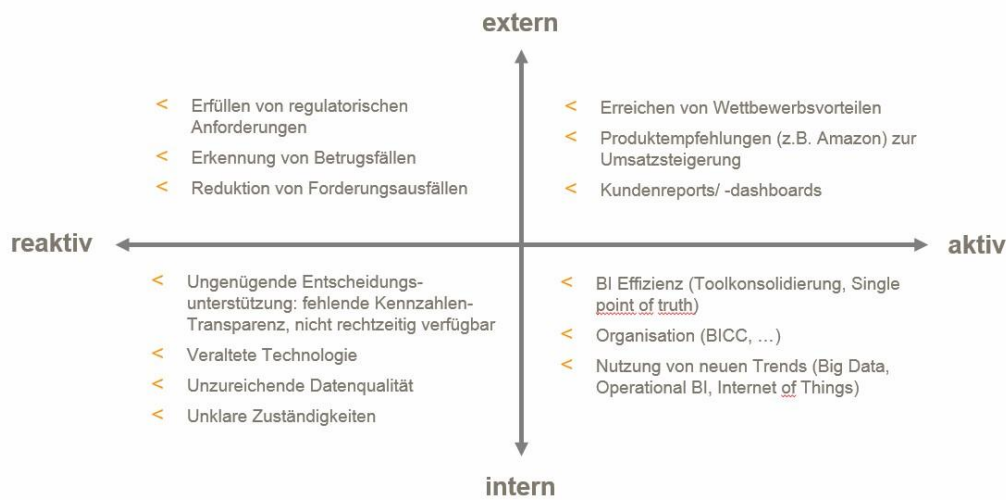 extern
< Erfüllen von regulatorischen
Anforderungen
< Erkennung von Betrugsfällen
< Reduktion von Forderungsausfällen
< Erreichen von Wettbewerbsvorteilen
< Produktempfehlungen (z.B. Amazon) zur
Umsatzsteigerung
< Kundenreports/ -dashboards
reaktiv
aktiv
< Ungenügende Entscheidungs-
unterstützung: fehlende Kennzahlen-
Transparenz, nicht rechtzeitig verfügbar
< Veraltete Technologie
< Unzureichende Datenqualität
< Unklare Zuständigkeiten
< BI Effizienz (Toolkonsolidierung, Single
point of truth)
< Organisation (BICC, …)
< Nutzung von neuen Trends (Big Data,
Operational BI, Internet of Things)
intern